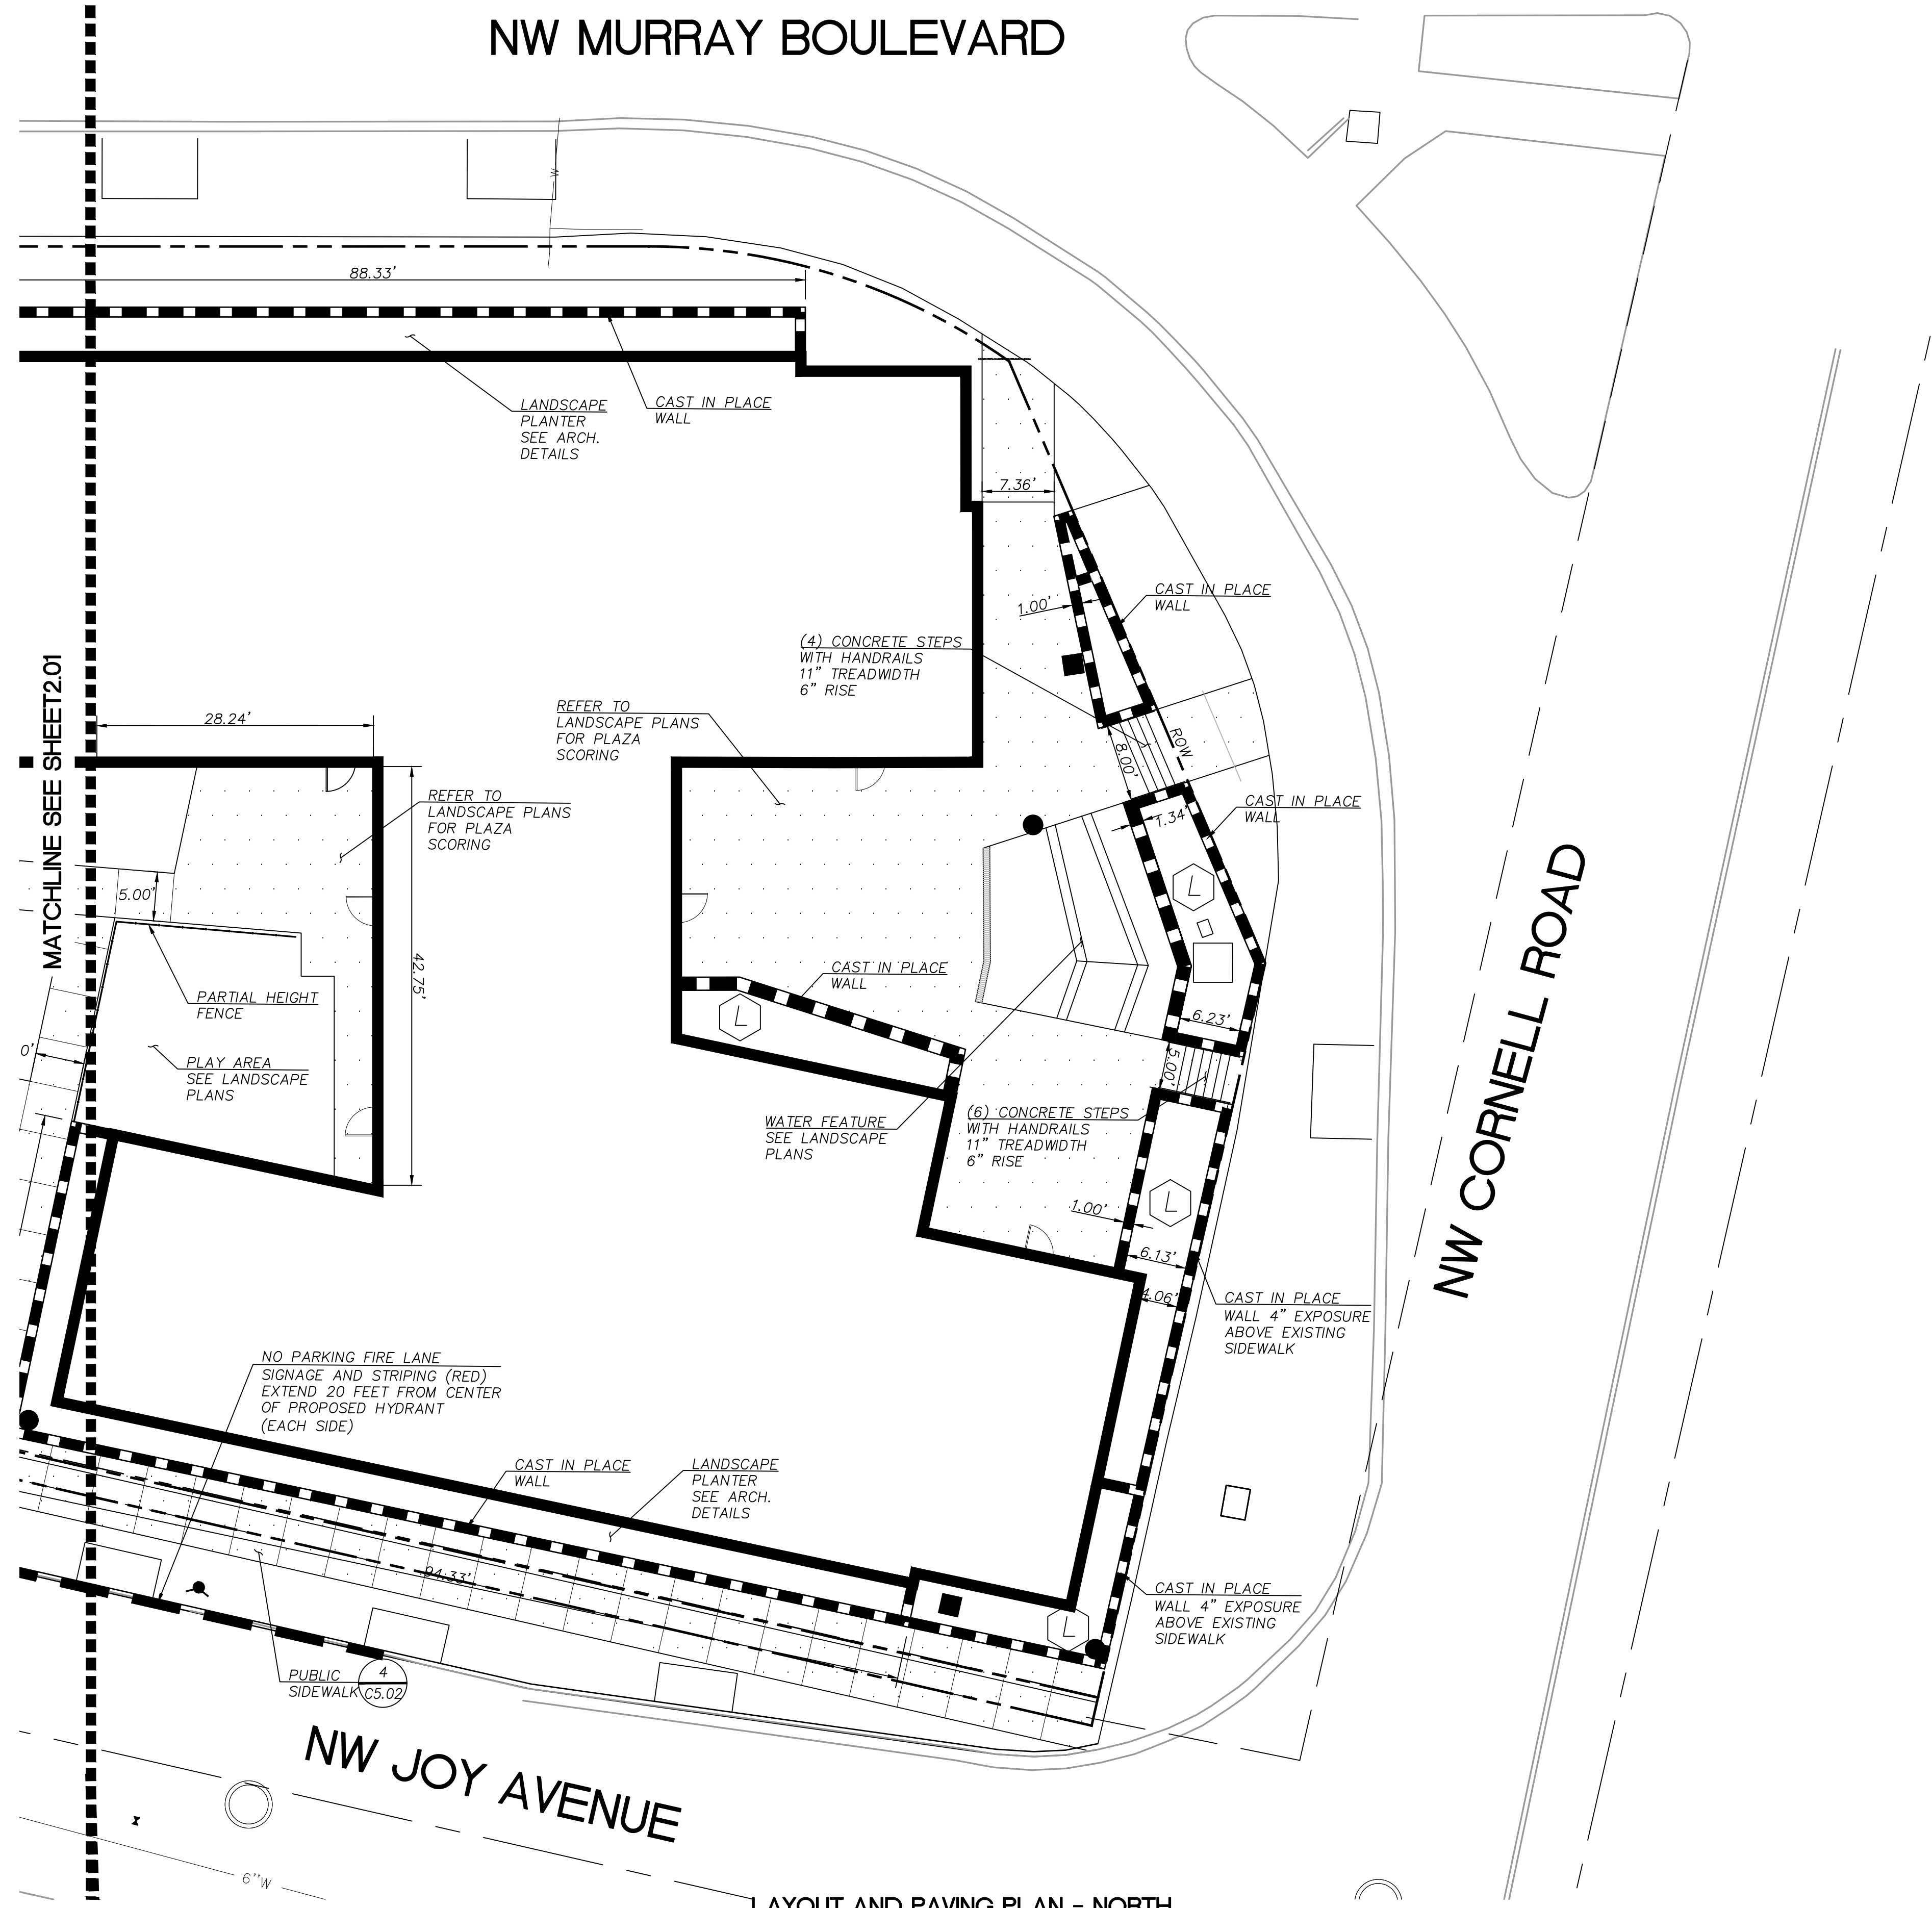 NW MURRAY BOULEVARD
W
88.33'
LANDSCAPE
PLANTER
SEE ARCH.
DETAILS
CAST IN PLACE
WALL
7.36'
CAST IN PLACE
WALL
1.00'
(4) CONCRETE STEPS
WITH HANDRAILS
11" TREADWIDTH
6" RISE
MATCHLINE SEE SHEET2.01
28.24'
REFER TO
LANDSCAPE PLANS
FOR PLAZA
SCORING
8.00'
ROW
REFER TO
LANDSCAPE PLANS
FOR PLAZA
SCORING
CAST IN PLACE
WALL
1.34'
L
5.00'
42.75'
CAST IN PLACE
WALL
L
PARTIAL HEIGHT
FENCE
6.23'
0'
PLAY AREA
SEE LANDSCAPE
PLANS
5.00'
WATER FEATURE
SEE LANDSCAPE
PLANS
(6) CONCRETE STEPS
WITH HANDRAILS
11" TREADWIDTH
6" RISE
NW CORNELL ROAD
L
1.00'
6.13'
4.06'
CAST IN PLACE
WALL 4" EXPOSURE
ABOVE EXISTING
SIDEWALK
NO PARKING FIRE LANE
SIGNAGE AND STRIPING (RED)
EXTEND 20 FEET FROM CENTER
OF PROPOSED HYDRANT
(EACH SIDE)
CAST IN PLACE
WALL
LANDSCAPE
PLANTER
SEE ARCH.
DETAILS
94.33'
CAST IN PLACE
WALL 4" EXPOSURE
ABOVE EXISTING
SIDEWALK
L
PUBLIC
SIDEWALK
4
C5.02
NW JOY AVENUE
6"W
LAYOUT AND PAVING PLAN - NORTH